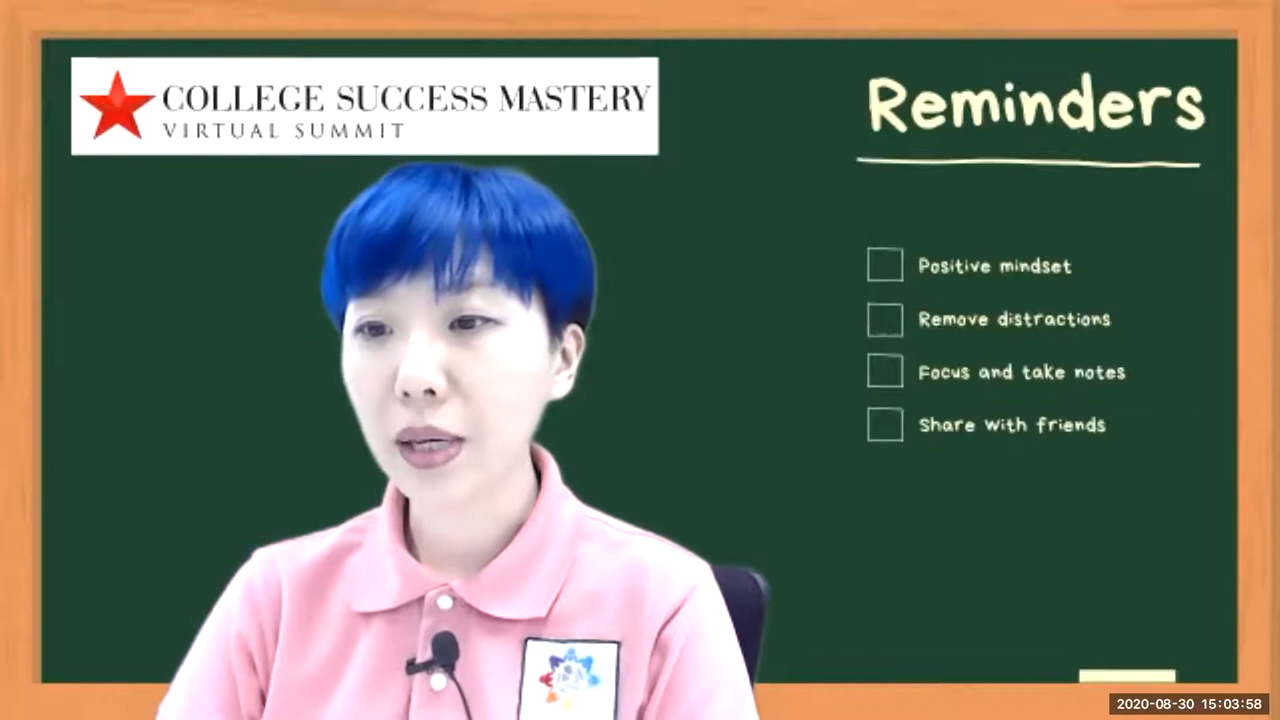 COLLEGE SUCCESS MASTERY
VIRTUAL SUMMIT
Reminders
Positive mindset
Remove distractions
Focus and take notes
Share with friends
2020-08-30 15:03:58